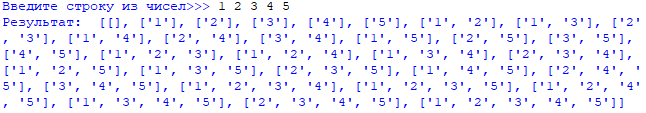 Введите строку из чисел>>> 1 2 3 4 5
Результат:  [[], ['1'], ['2'], ['3'], ['4'], ['5'], ['1', '2'], ['1', '3'], ['2'
, '3'], ['1', '4'], ['2', '4'], ['3', '4'], ['1', '5'], ['2', '5'], ['3', '5'],
['4', '5'], ['1', '2', '3'], ['1', '2', '4'], ['1', '3', '4'], ['2', '3', '4'],
['1', '2', '5'], ['1', '3', '5'], ['2', '3', '5'], ['1', '4', '5'], ['2', '4', '
5'], ['3', '4', '5'], ['1', '2', '3', '4'], ['1', '2', '3', '5'], ['1', '2', '4'
, '5'], ['1', '3', '4', '5'], ['2', '3', '4', '5'], ['1', '2', '3', '4', '5']]